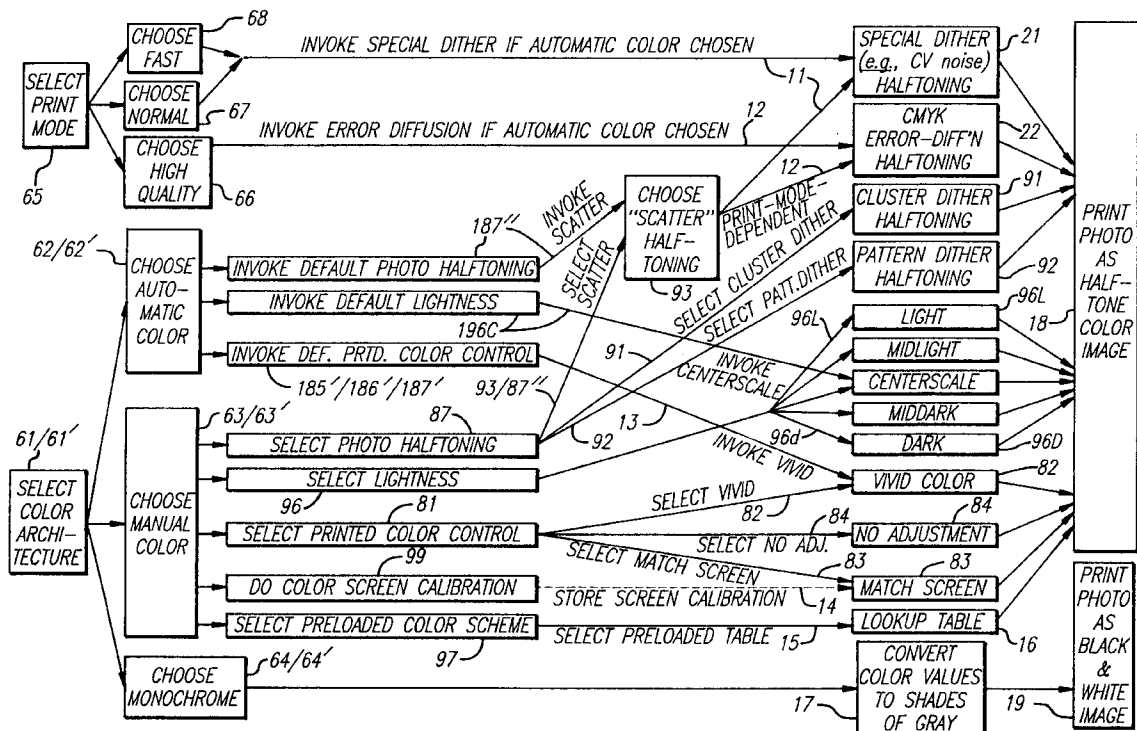 68
CHOOSE
FAST
SELECT
PRINT
MODE
65
CHOOSE
NORMAL
67
CHOOSE
HIGH
QUALITY
66
INVOKE SPECIAL DITHER IF AUTOMATIC COLOR CHOSEN
11
INVOKE ERROR DIFFUSION IF AUTOMATIC COLOR CHOSEN
12
SPECIAL DITHER
(e.g., CV noise)
HALFTONING
21
CMYK
ERROR-DIFF'N
HALFTONING
22
12
PRINT-MODE-
DEPENDENT
CLUSTER DITHER
HALFTONING
91
PATTERN DITHER
HALFTONING
92
CHOOSE
"SCATTER"
HALF-
TONING
93
INVOKE
SCATTER
SELECT
SCATTER
SELECT CLUSTER DITHER
SELECT PATT.DITHER
62/62'
CHOOSE
AUTO-
MATIC
COLOR
187''
INVOKE DEFAULT PHOTO HALFTONING
INVOKE DEFAULT LIGHTNESS
196C
INVOKE DEF. PRTD. COLOR CONTROL
185'/186'/187'
93/87''
91
92
13
INVOKE
CENTERSCALE
INVOKE VIVID
96L
LIGHT
96L
MIDLIGHT
CENTERSCALE
MIDDARK
DARK
96d
96D
61/61'
SELECT
COLOR
ARCHI-
TECTURE
63/63'
CHOOSE
MANUAL
COLOR
87
SELECT PHOTO HALFTONING
SELECT LIGHTNESS
96
81
SELECT PRINTED COLOR CONTROL
99
DO COLOR SCREEN CALIBRATION
SELECT PRELOADED COLOR SCHEME
97
SELECT VIVID
82
SELECT NO ADJ.
84
SELECT MATCH SCREEN
83
STORE SCREEN CALIBRATION
14
SELECT PRELOADED TABLE
15
VIVID COLOR
82
84
NO ADJUSTMENT
83
MATCH SCREEN
LOOKUP TABLE
16
64/64'
CHOOSE
MONOCHROME
CONVERT
COLOR VALUES
TO SHADES
OF GRAY
17
PRINT
PHOTO
AS
HALF-
TONE
COLOR
IMAGE
18
PRINT
PHOTO
AS
BLACK
&
WHITE
IMAGE
19